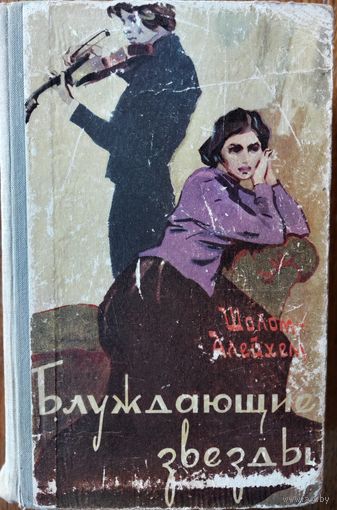 Шолом-
Алейхем
Блуждающие
звезды